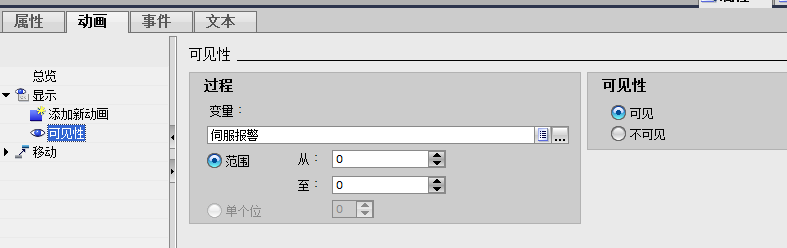 属性 动画 事件 文本
可见性
总览
显示
添加新动画
可见性
移动
过程
变量：
伺服报警
...
范围 从： 0
至： 0
单个位 0
可见性
可见
不可见